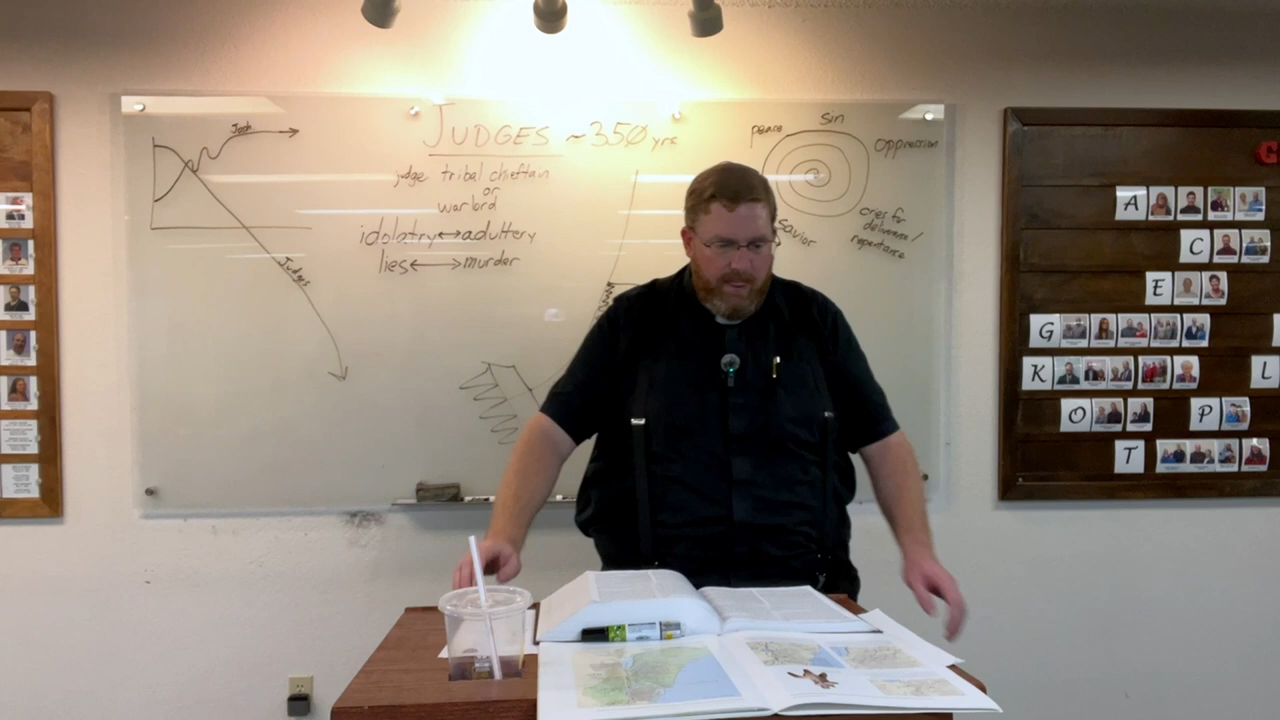 Josh
Judges
JUDGES ~350 yrs
judge: tribal chieftain
or
warlord
idolatry↔adultery
lies↔murder
sin
peace
oppression
cries for
deliverance/
repentance
Savior
A
C
E
G
K
L
O
P
T